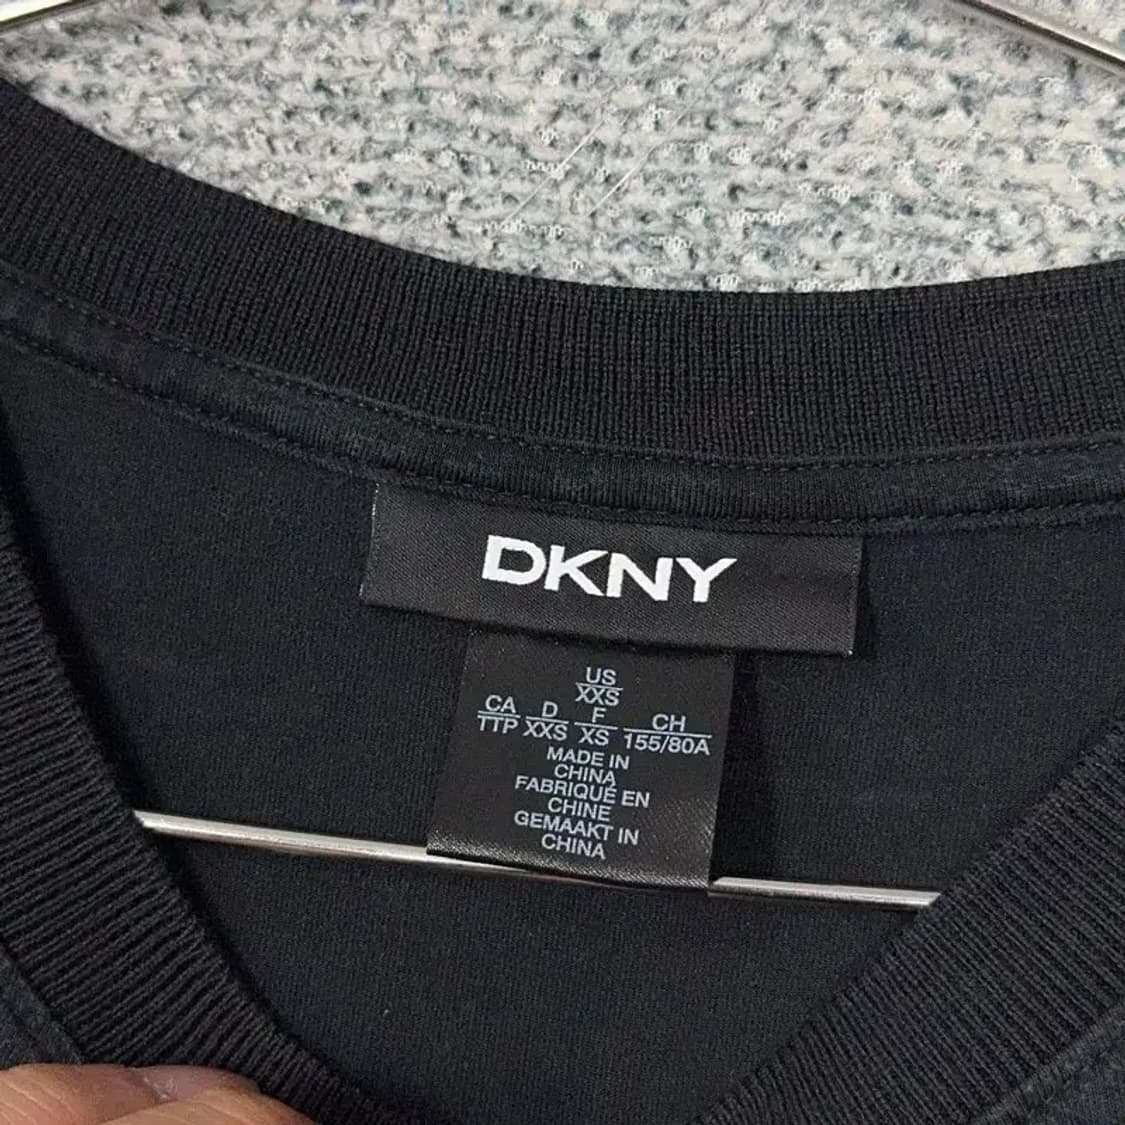 DKNY
US
XXS
CA D F CH
TTP XXS XS 155/80A
MADE IN
CHINA
FABRIQUÉ EN
CHINE
GEMAAKT IN
CHINA